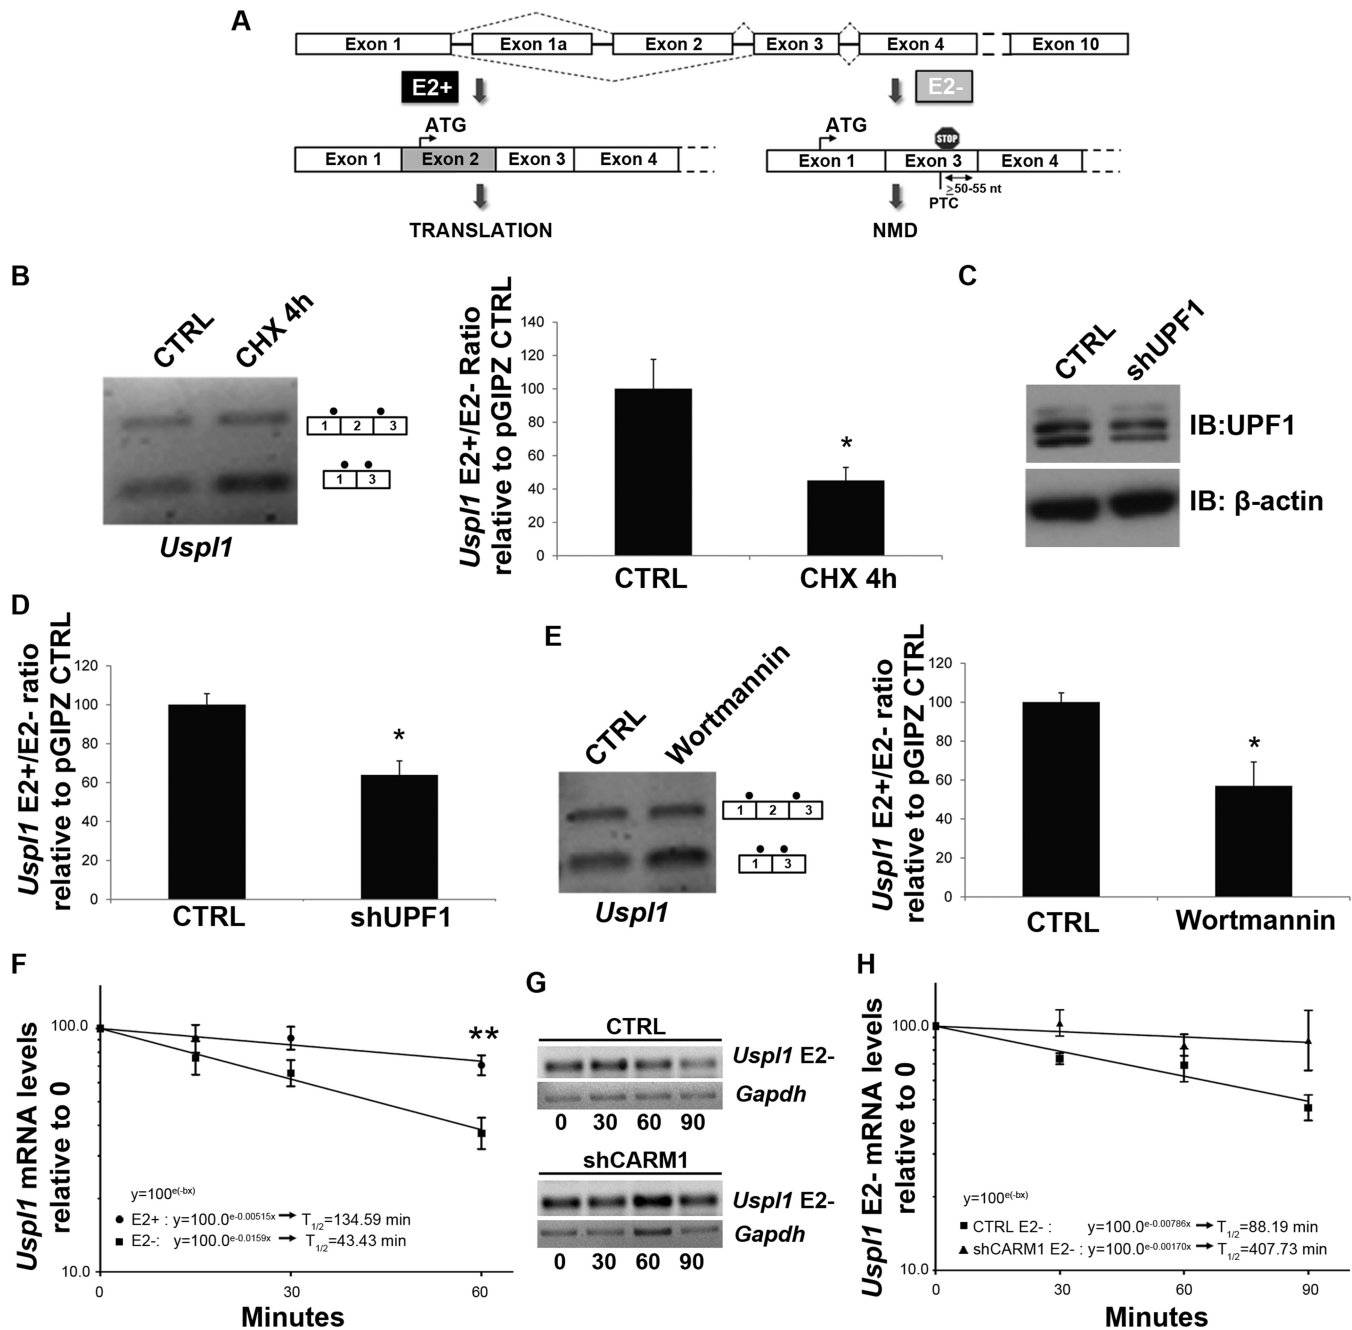 A
Exon 1 Exon 1a Exon 2 Exon 3 Exon 4 Exon 10
E2+ E2-
ATG ATG STOP
Exon 1 Exon 2 Exon 3 Exon 4 Exon 1 Exon 3 Exon 4
≥50-55 nt
PTC
TRANSLATION NMD
B
CTRL CHX 4h
1 2 3
1 3
Uspl1
Uspl1 E2+/E2- Ratio
relative to pGIPZ CTRL
140
120
100
80
60
40
20
0
*
CTRL CHX 4h
C
CTRL shUPF1
IB:UPF1
IB: β-actin
D
Uspl1 E2+/E2- ratio
relative to pGIPZ CTRL
120
100
80
60
40
20
0
*
CTRL shUPF1
E
CTRL Wortmannin
1 2 3
1 3
Uspl1
Uspl1 E2+/E2- ratio
relative to pGIPZ CTRL
120
100
80
60
40
20
0
*
CTRL Wortmannin
F
Uspl1 mRNA levels
relative to 0
100.0
10.0
**
y=100e(-bx)
E2+ : y=100.0e-0.00515x T1/2=134.59 min
E2-: y=100.0e-0.0159x T1/2=43.43 min
0 30 60
Minutes
G
CTRL
Uspl1 E2-
Gapdh
0 30 60 90
shCARM1
Uspl1 E2-
Gapdh
0 30 60 90
H
Uspl1 E2- mRNA levels
relative to 0
100.0
10.0
y=100e(-bx)
CTRL E2- : y=100.0e-0.00786x T1/2=88.19 min
shCARM1 E2- : y=100.0e-0.00170x T1/2=407.73 min
0 30 60 90
Minutes